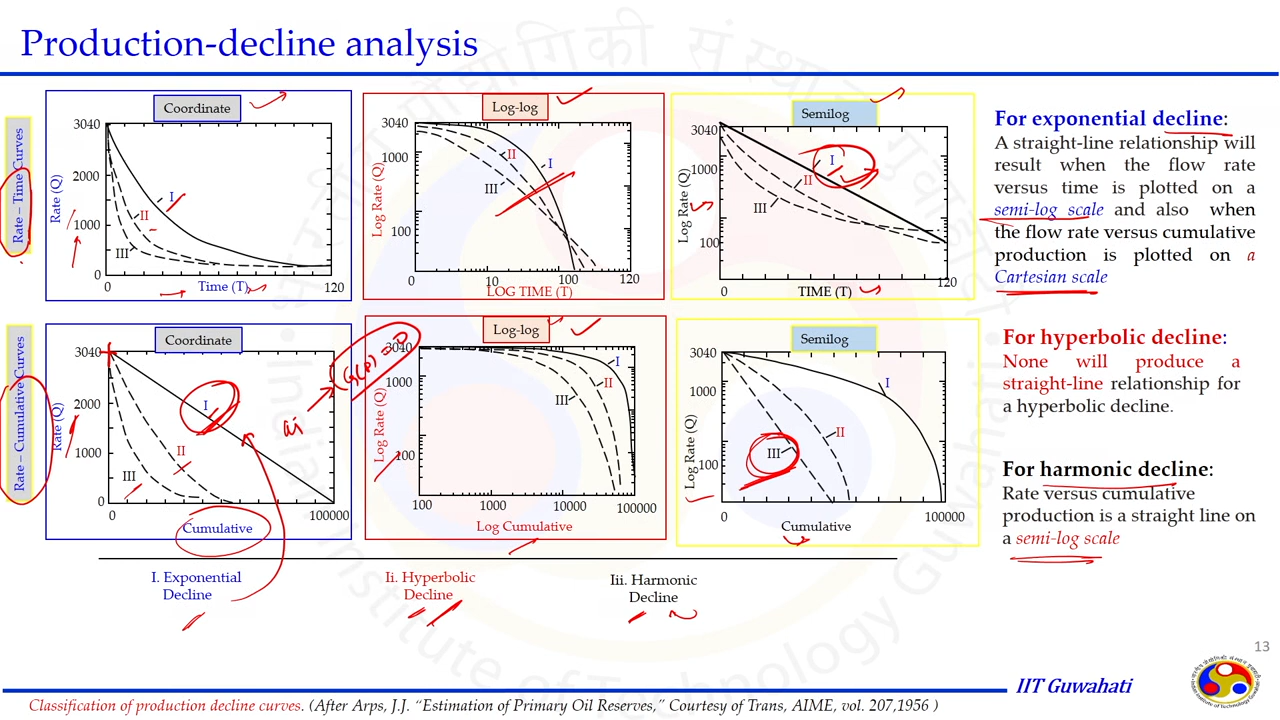 Production-decline analysis
Rate – Time Curves
Coordinate
3040
2000
1000
0
Rate (Q)
I
II
III
0
Time (T)
120
Log-log
3040
1000
100
Log Rate (Q)
I
II
III
0
10
100
120
LOG TIME (T)
Semilog
3040
1000
100
Log Rate (Q)
I
II
III
0
TIME (T)
120
Rate – Cumulative Curves
Coordinate
3040
2000
1000
0
Rate (Q)
I
II
III
0
100000
Cumulative
Log-log
3040
1000
100
Log Rate (Q)
I
II
III
100
1000
10000
100000
Log Cumulative
Semilog
3040
1000
100
Log Rate (Q)
I
II
III
0
100000
Cumulative
I. Exponential
Decline
Ii. Hyperbolic
Decline
Iii. Harmonic
Decline
For exponential decline:
A straight-line relationship will
result when the flow rate
versus time is plotted on a
semi-log scale and also when
the flow rate versus cumulative
production is plotted on a
Cartesian scale
For hyperbolic decline:
None will produce a
straight-line relationship for
a hyperbolic decline.
For harmonic decline:
Rate versus cumulative
production is a straight line on
a semi-log scale
13
IIT Guwahati
Classification of production decline curves. (After Arps, J.J. “Estimation of Primary Oil Reserves,” Courtesy of Trans, AIME, vol. 207,1956 )